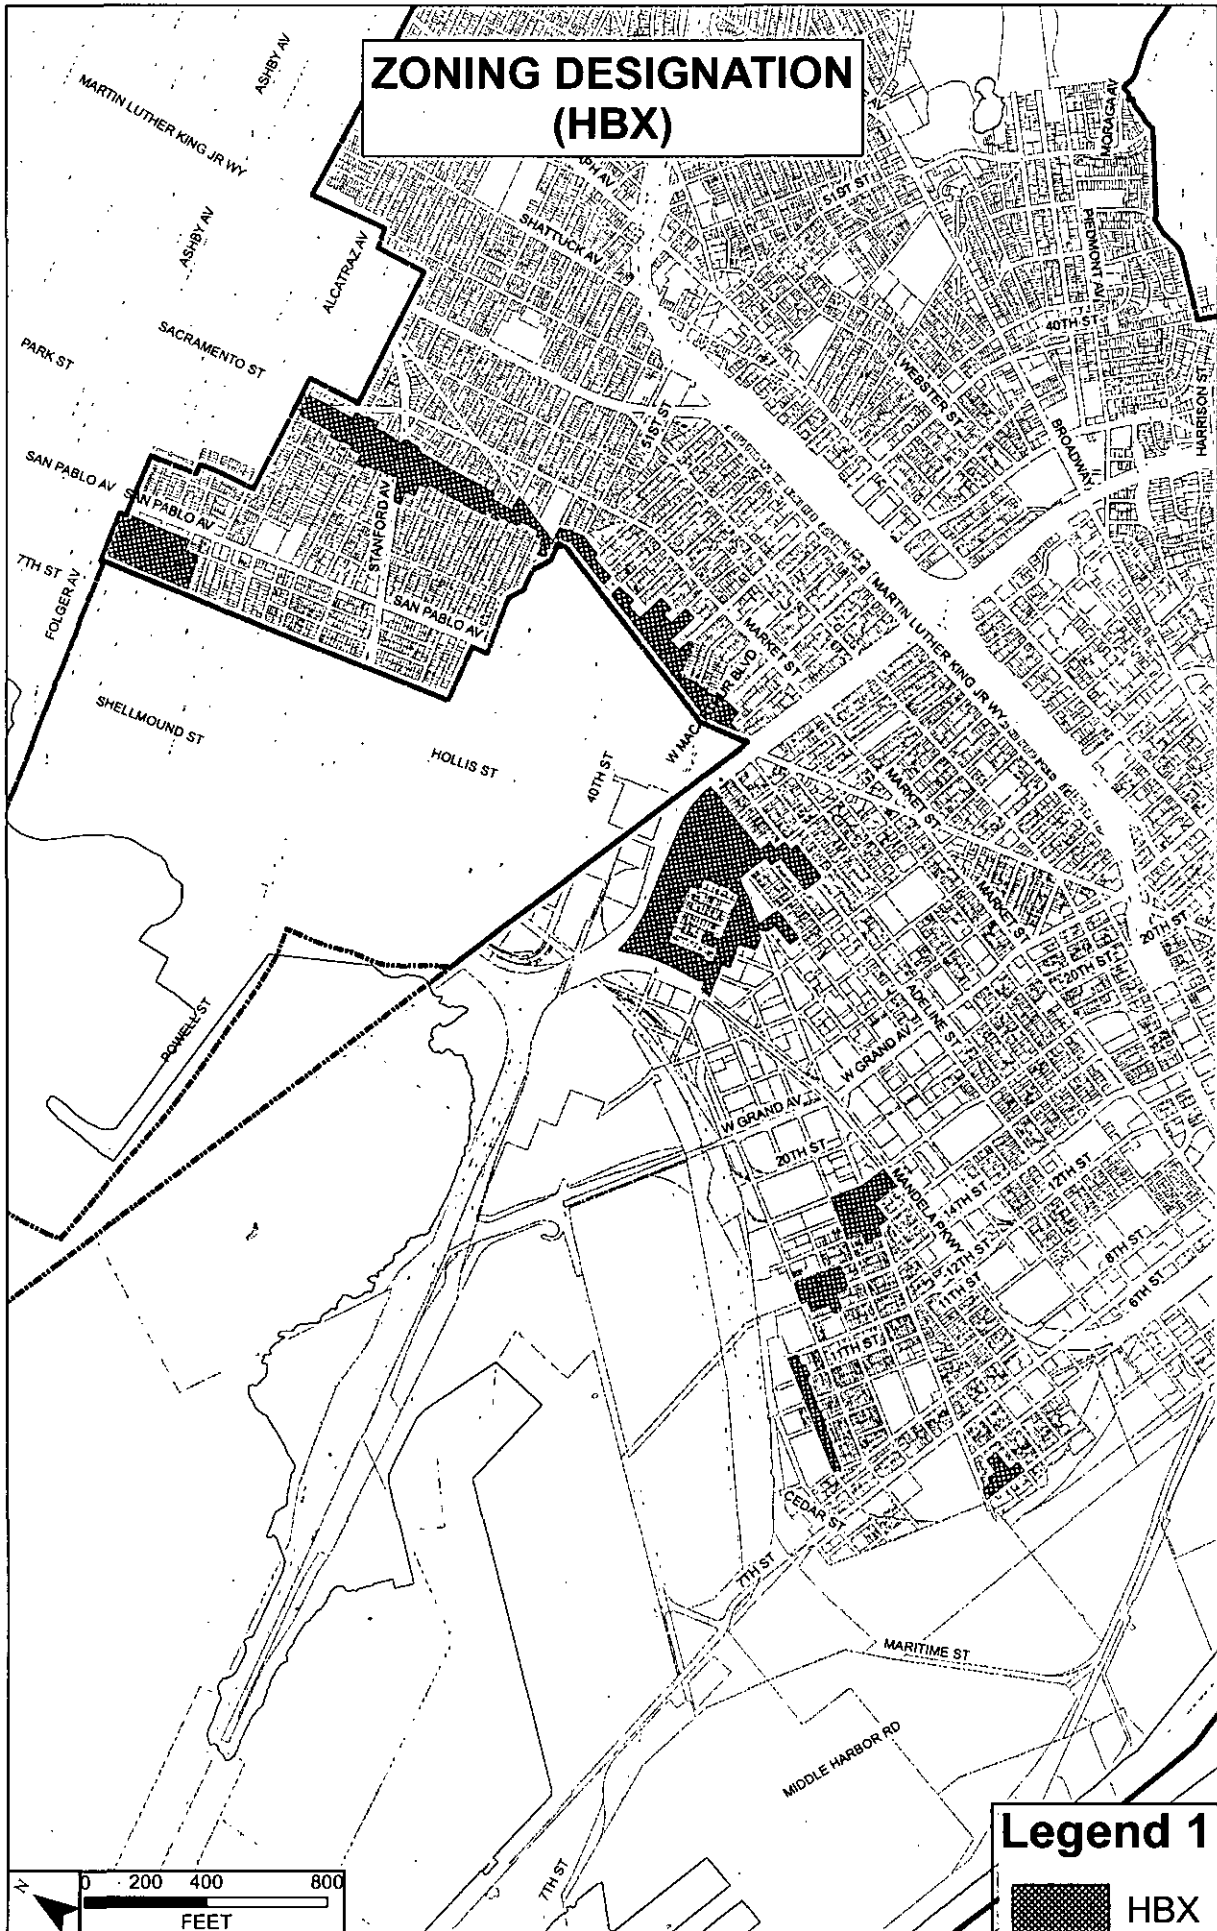 ZONING DESIGNATION
(HBX)
ASHBY AV
MARTIN LUTHER KING JR WY
ASHBY AV
ALCATRAZ AV
SHATTUCK AV
51ST ST
MORAGA AV
PIEDMONT AV
40TH ST
PARK ST
SACRAMENTO ST
WEBSTER ST
51ST ST
BROADWAY
HARRISON ST
SAN PABLO AV
SAN PABLO AV
STANFORD AV
7TH ST
FOLGER AV
SAN PABLO AV
MARTIN LUTHER KING JR WY
MARKET ST
JR BLVD
SHELLMOUND ST
HOLLIS ST
W MAC
40TH ST
MARKET ST
MARKET S
20TH ST
20TH ST
ADELINE ST
POWELL ST
W GRAND AV
W GRAND AV
20TH ST
MANDELA PKWY
14TH ST
12TH ST
12TH ST
11TH ST
8TH ST
6TH ST
11TH ST
CEDAR ST
7TH ST
MARITIME ST
MIDDLE HARBOR RD
7TH ST
Legend 1
HBX
N
0 200 400 800
FEET